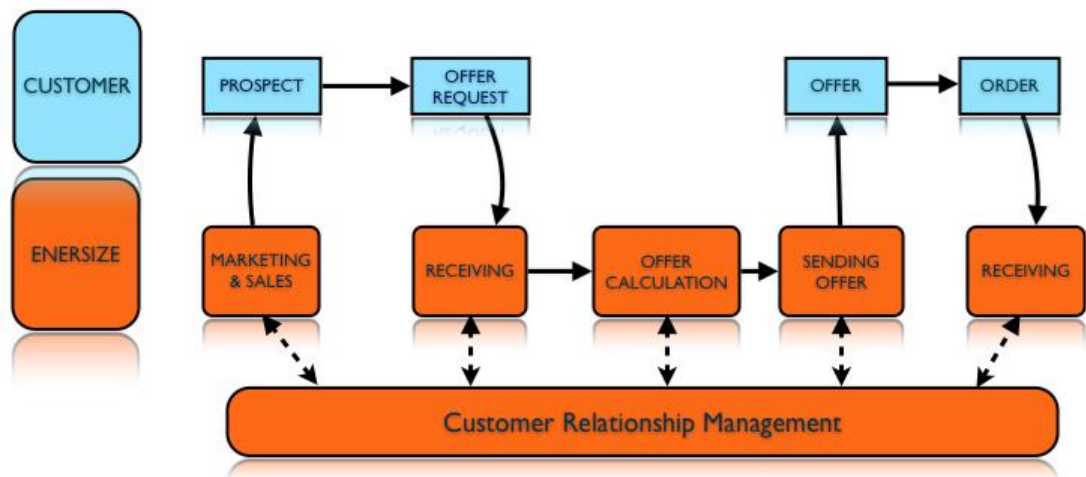 CUSTOMER
PROSPECT
OFFER
REQUEST
OFFER
ORDER
ENERSIZE
MARKETING
& SALES
RECEIVING
OFFER
CALCULATION
SENDING
OFFER
RECEIVING
Customer Relationship Management